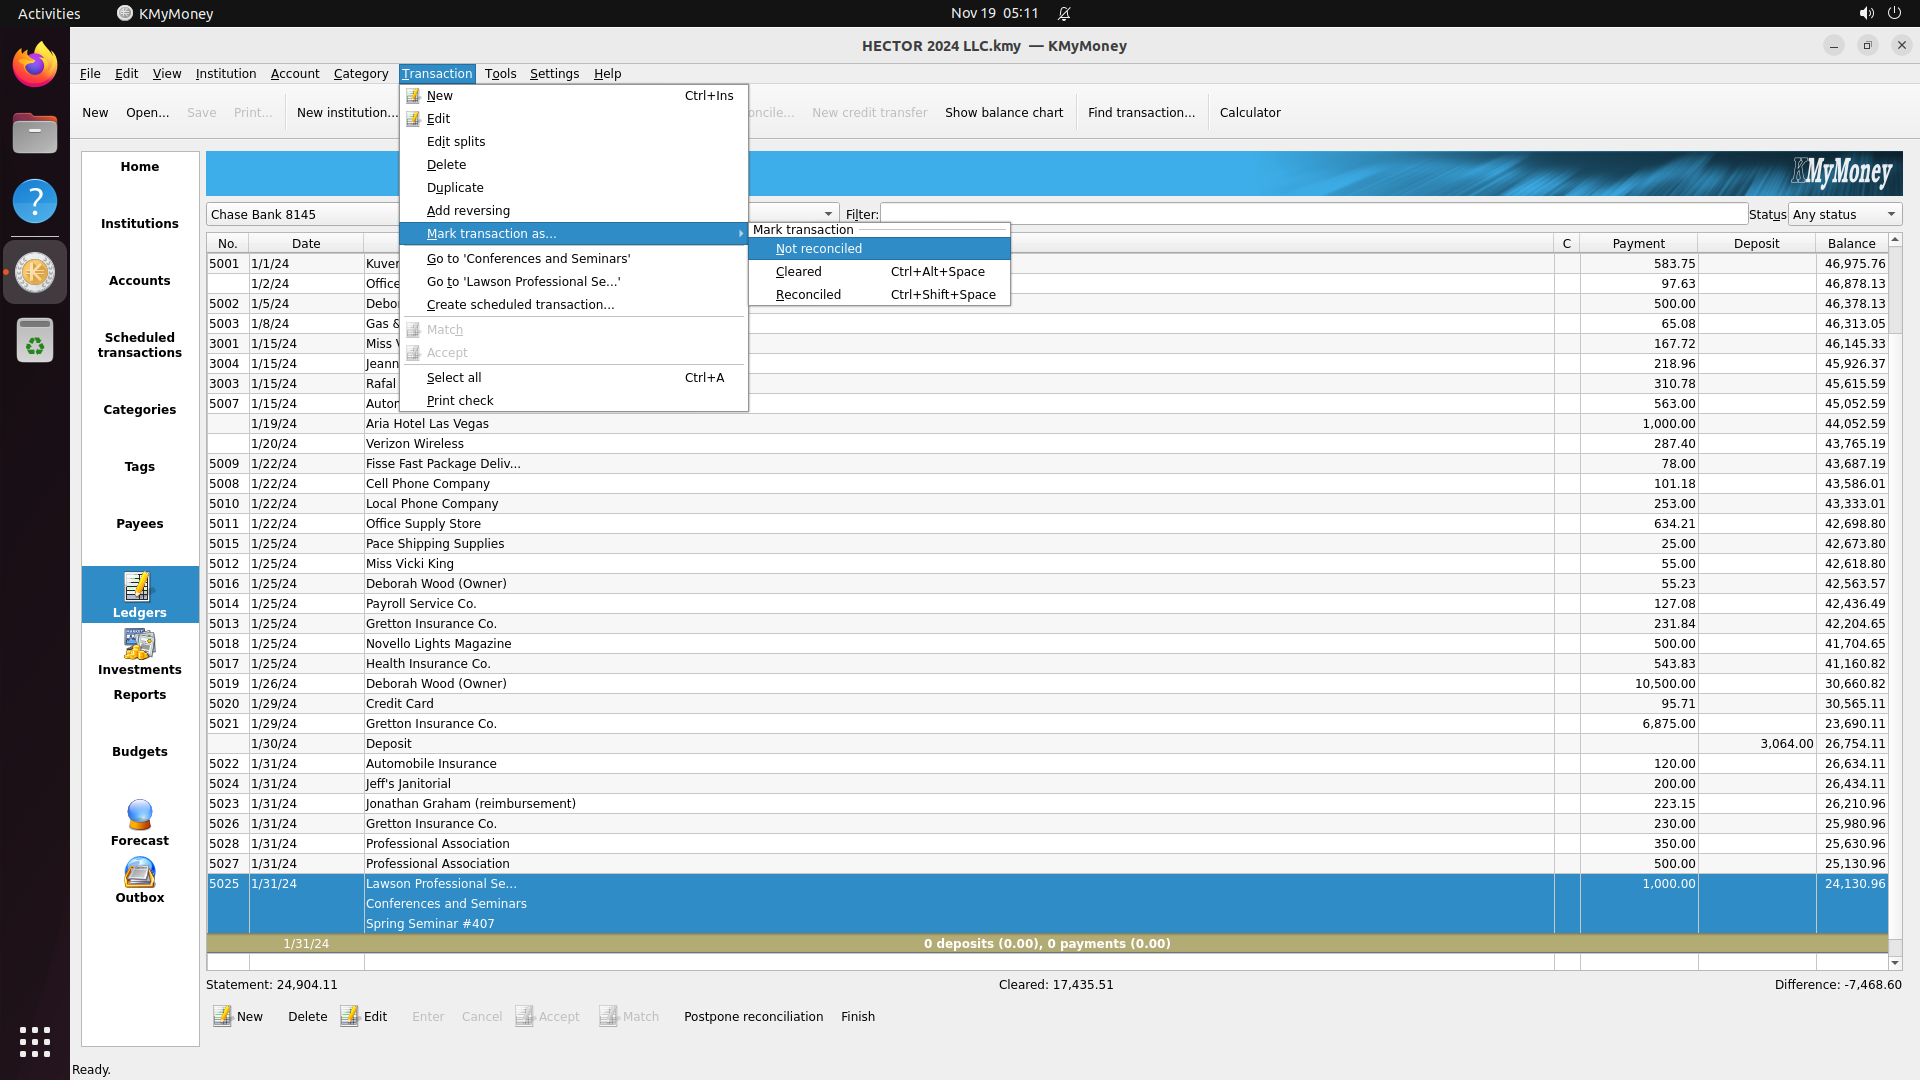 Activities KMyMoney Nov 19 05:11
HECTOR 2024 LLC.kmy — KMyMoney
File Edit View Institution Account Category Transaction Tools Settings Help
New Open... Save Print... New institution... oncile... New credit transfer Show balance chart Find transaction... Calculator
New Ctrl+Ins
Edit
Edit splits
Delete
Duplicate
Add reversing
Mark transaction as...
Go to 'Conferences and Seminars'
Go to 'Lawson Professional Se...'
Create scheduled transaction...
Match
Accept
Select all Ctrl+A
Print check
Mark transaction
Not reconciled
Cleared Ctrl+Alt+Space
Reconciled Ctrl+Shift+Space
Home
Institutions
Accounts
Scheduled
transactions
Categories
Tags
Payees
Ledgers
Investments
Reports
Budgets
Forecast
Outbox
KMyMoney
Chase Bank 8145 Filter: Status Any status
No. Date C Payment Deposit Balance
5001 1/1/24 Kuver 583.75 46,975.76
1/2/24 Office 97.63 46,878.13
5002 1/5/24 Debor 500.00 46,378.13
5003 1/8/24 Gas & 65.08 46,313.05
3001 1/15/24 Miss V 167.72 46,145.33
3004 1/15/24 Jeann 218.96 45,926.37
3003 1/15/24 Rafal 310.78 45,615.59
5007 1/15/24 Autom 563.00 45,052.59
1/19/24 Aria Hotel Las Vegas 1,000.00 44,052.59
1/20/24 Verizon Wireless 287.40 43,765.19
5009 1/22/24 Fisse Fast Package Deliv... 78.00 43,687.19
5008 1/22/24 Cell Phone Company 101.18 43,586.01
5010 1/22/24 Local Phone Company 253.00 43,333.01
5011 1/22/24 Office Supply Store 634.21 42,698.80
5015 1/25/24 Pace Shipping Supplies 25.00 42,673.80
5012 1/25/24 Miss Vicki King 55.00 42,618.80
5016 1/25/24 Deborah Wood (Owner) 55.23 42,563.57
5014 1/25/24 Payroll Service Co. 127.08 42,436.49
5013 1/25/24 Gretton Insurance Co. 231.84 42,204.65
5018 1/25/24 Novello Lights Magazine 500.00 41,704.65
5017 1/25/24 Health Insurance Co. 543.83 41,160.82
5019 1/26/24 Deborah Wood (Owner) 10,500.00 30,660.82
5020 1/29/24 Credit Card 95.71 30,565.11
5021 1/29/24 Gretton Insurance Co. 6,875.00 23,690.11
1/30/24 Deposit 3,064.00 26,754.11
5022 1/31/24 Automobile Insurance 120.00 26,634.11
5024 1/31/24 Jeff's Janitorial 200.00 26,434.11
5023 1/31/24 Jonathan Graham (reimbursement) 223.15 26,210.96
5026 1/31/24 Gretton Insurance Co. 230.00 25,980.96
5028 1/31/24 Professional Association 350.00 25,630.96
5027 1/31/24 Professional Association 500.00 25,130.96
5025 1/31/24 Lawson Professional Se... 1,000.00 24,130.96
Conferences and Seminars
Spring Seminar #407
1/31/24 0 deposits (0.00), 0 payments (0.00)
Statement: 24,904.11 Cleared: 17,435.51 Difference: -7,468.60
New Delete Edit Enter Cancel Accept Match Postpone reconciliation Finish
Ready.